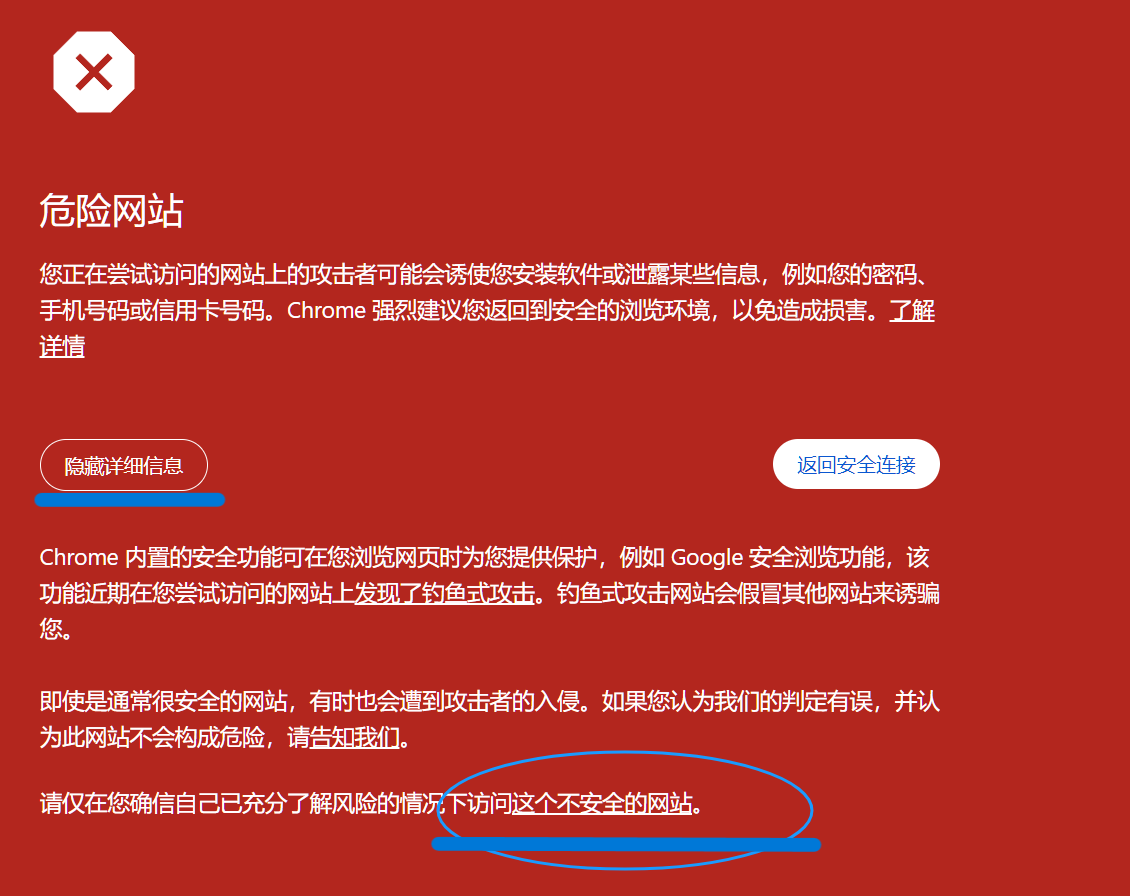 危险网站
您正在尝试访问的网站上的攻击者可能会诱使您安装软件或泄露某些信息，例如您的密码、
手机号码或信用卡号码。Chrome 强烈建议您返回到安全的浏览环境，以免造成损害。了解
详情
隐藏详细信息
返回安全连接
Chrome 内置的安全功能可在您浏览网页时为您提供保护，例如 Google 安全浏览功能，该
功能近期在您尝试访问的网站上发现了钓鱼式攻击。钓鱼式攻击网站会假冒其他网站来诱骗
您。
即使是通常很安全的网站，有时也会遭到攻击者的入侵。如果您认为我们的判定有误，并认
为此网站不会构成危险，请告知我们。
请仅在您确信自己已充分了解风险的情况下访问这个不安全的网站。